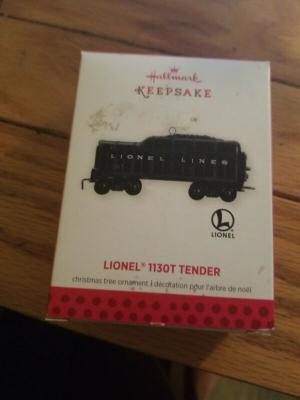 Hallmark
KEEPSAKE
LIONEL LINES
L
LIONEL
LIONEL® 1130T TENDER
christmas tree ornament | décoration pour l'arbre de noël